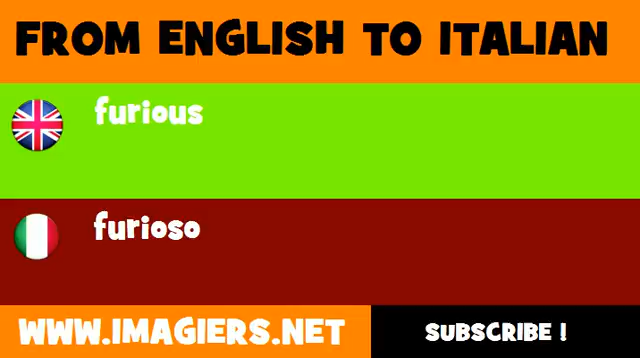 FROM ENGLISH TO ITALIAN
furious
furioso
WWW.IMAGIERS.NET
SUBSCRIBE !